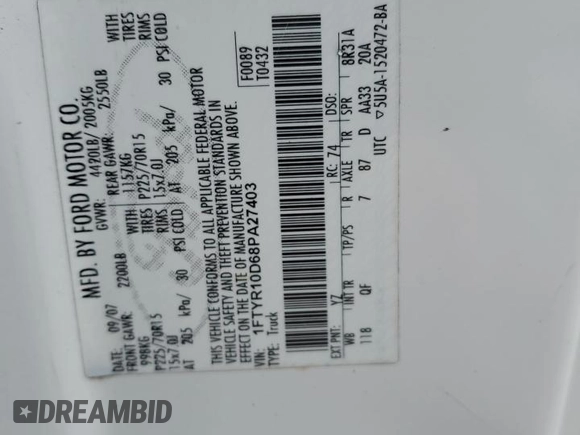 MFD. BY FORD MOTOR CO.
DATE: 09/07 GVWR: 4420LB/ 2005KG
FRONT GAWR: 2200LB REAR GAWR: 2550LB
998KG WITH 1157KG WITH
P225/70R15 TIRES P225/70R15 TIRES
15x7.0J RIMS 15x7.0J RIMS
AT 205 kPa/ 30 PSI COLD AT 205 kPa/ 30 PSI COLD
THIS VEHICLE CONFORMS TO ALL APPLICABLE FEDERAL MOTOR
VEHICLE SAFETY AND THEFT PREVENTION STANDARDS IN
EFFECT ON THE DATE OF MANUFACTURE SHOWN ABOVE.
VIN: 1FTYR10D68PA27403 F0089
TYPE: Truck T0432
EXT PNT: YZ RC: 74 DSO:
WB INT TR TP/PS R AXLE TR SPR 8R31A
118 QF 7 87 D AA33 20A
UTC ▽5U5A-1520472-BA
DREAMBID